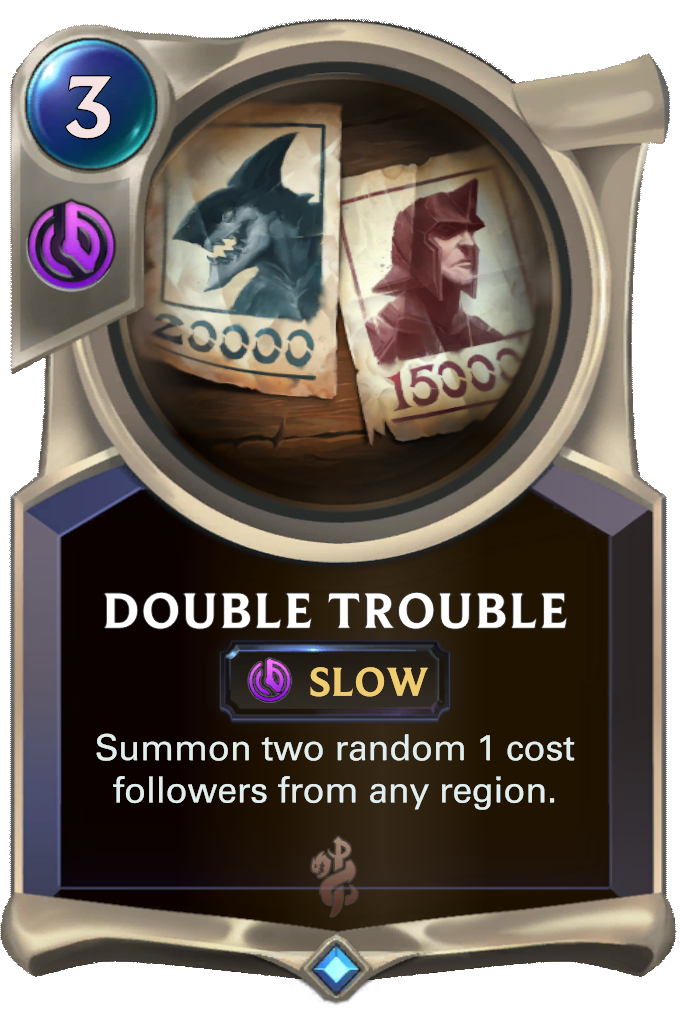 3
20000
15000
DOUBLE TROUBLE
SLOW
Summon two random 1 cost
followers from any region.